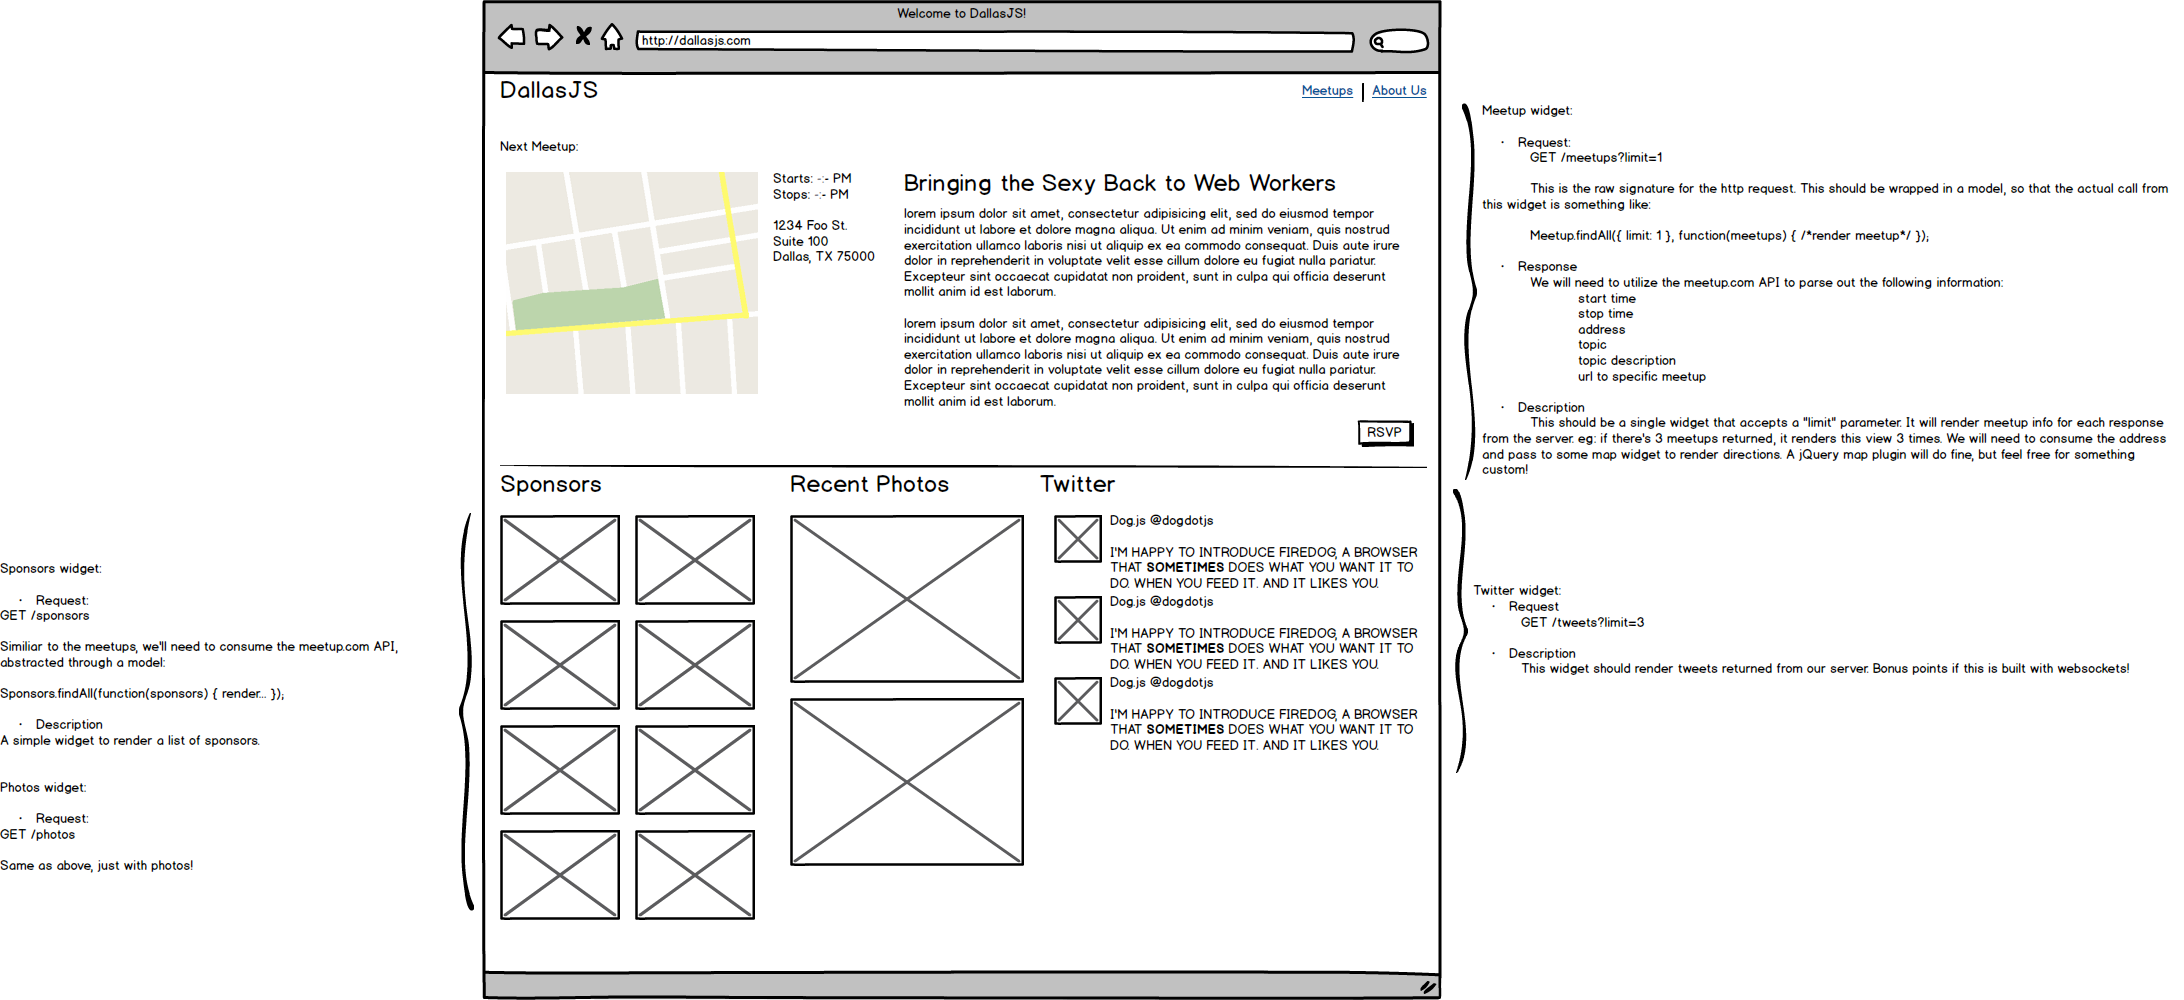 Welcome to DallasJS!
http://dallasjs.com
DallasJS
Meetups
About Us
Next Meetup:
Starts: -:- PM
Stops: -:- PM
1234 Foo St.
Suite 100
Dallas, TX 75000
Bringing the Sexy Back to Web Workers
lorem ipsum dolor sit amet, consectetur adipisicing elit, sed do eiusmod tempor
incididunt ut labore et dolore magna aliqua. Ut enim ad minim veniam, quis nostrud
exercitation ullamco laboris nisi ut aliquip ex ea commodo consequat. Duis aute irure
dolor in reprehenderit in voluptate velit esse cillum dolore eu fugiat nulla pariatur.
Excepteur sint occaecat cupidatat non proident, sunt in culpa qui officia deserunt
mollit anim id est laborum.
lorem ipsum dolor sit amet, consectetur adipisicing elit, sed do eiusmod tempor
incididunt ut labore et dolore magna aliqua. Ut enim ad minim veniam, quis nostrud
exercitation ullamco laboris nisi ut aliquip ex ea commodo consequat. Duis aute irure
dolor in reprehenderit in voluptate velit esse cillum dolore eu fugiat nulla pariatur.
Excepteur sint occaecat cupidatat non proident, sunt in culpa qui officia deserunt
mollit anim id est laborum.
RSVP
Sponsors
Recent Photos
Twitter
Dog.js @dogdotjs
I'M HAPPY TO INTRODUCE FIREDOG, A BROWSER
THAT SOMETIMES DOES WHAT YOU WANT IT TO
DO. WHEN YOU FEED IT. AND IT LIKES YOU.
Dog.js @dogdotjs
I'M HAPPY TO INTRODUCE FIREDOG, A BROWSER
THAT SOMETIMES DOES WHAT YOU WANT IT TO
DO. WHEN YOU FEED IT. AND IT LIKES YOU.
Dog.js @dogdotjs
I'M HAPPY TO INTRODUCE FIREDOG, A BROWSER
THAT SOMETIMES DOES WHAT YOU WANT IT TO
DO. WHEN YOU FEED IT. AND IT LIKES YOU.
Meetup widget:
· Request:
GET /meetups?limit=1
This is the raw signature for the http request. This should be wrapped in a model, so that the actual call from
this widget is something like:
Meetup.findAll({ limit: 1 }, function(meetups) { /*render meetup*/ });
· Response
We will need to utilize the meetup.com API to parse out the following information:
start time
stop time
address
topic
topic description
url to specific meetup
· Description
This should be a single widget that accepts a "limit" parameter. It will render meetup info for each response
from the server. eg: if there's 3 meetups returned, it renders this view 3 times. We will need to consume the address
and pass to some map widget to render directions. A jQuery map plugin will do fine, but feel free for something
custom!
Twitter widget:
· Request
GET /tweets?limit=3
· Description
This widget should render tweets returned from our server. Bonus points if this is built with websockets!
Sponsors widget:
· Request:
GET /sponsors
Similiar to the meetups, we'll need to consume the meetup.com API,
abstracted through a model:
Sponsors.findAll(function(sponsors) { render... });
· Description
A simple widget to render a list of sponsors.
Photos widget:
· Request:
GET /photos
Same as above, just with photos!